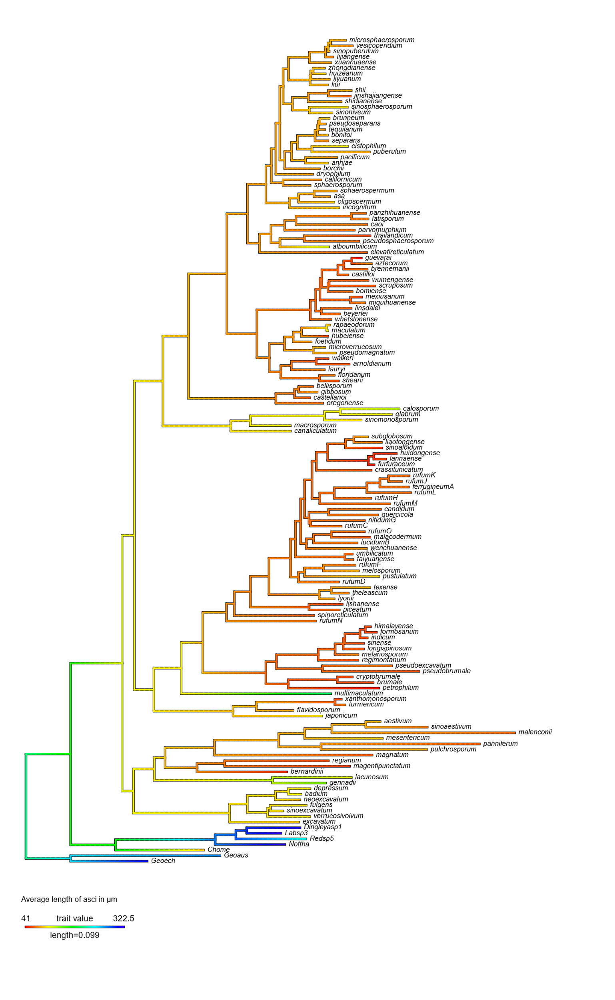 microsphaerosporum
vesicoperidium
sinopuberulum
lijiangense
xuanhuaense
zhongdianense
huizeanum
liyuanum
liui
shii
jinshajiangense
shidianense
sinosphaerosporum
sinoniveum
brunneum
pseudoseparans
tequilanum
bonitoi
separans
cistophilum
puberulum
pacificum
anniae
borchii
dryophilum
californicum
sphaerosporum
sphaerospermum
asa
oligospermum
incognitum
panzhihuanense
latisporum
caoi
parvomurphium
thailandicum
pseudosphaerosporum
alboumbilicum
elevatireticulatum
guevarai
aztecorum
brennemanii
castilloi
wumengense
scruposum
bomiense
mexiusanum
miquihuanense
linsdalei
beyerlei
whetstonense
rapaeodorum
maculatum
hubeiense
foetidum
microverrucosum
pseudomagnatum
walkeri
arnoldianum
lauryi
floridanum
shearii
bellisporum
gibbosum
castellanoi
oregonense
calosporum
glabrum
sinomonosporum
macrosporum
canaliculatum
subglobosum
liaotongense
sinoalbidum
huidongense
lannaense
furfuraceum
crassitunicatum
rufumK
rufumJ
ferrugineumA
rufumL
rufumH
rufumM
candidum
quercicola
nitidumG
rufumC
rufumO
malacodermum
lucidumB
wenchuanense
umbilicatum
taiyuanense
rufumF
melosporum
pustulatum
rufumD
texense
theleascum
lyonii
lishanense
piceatum
spinoreticulatum
rufumN
himalayense
formosanum
indicum
sinense
longispinosum
melanosporum
regimontanum
pseudoexcavatum
pseudobrumale
cryptobrumale
brumale
petrophilum
multimaculatum
xanthomonosporum
turmericum
flavidosporum
japonicum
aestivum
sinoaestivum
malenconii
mesentericum
panniferum
pulchrosporum
magnatum
regianum
magentipunctatum
bernardinii
lacunosum
gennadii
depressum
badium
neoexcavatum
fulgens
sinoexcavatum
verrucosivolvum
excavatum
Dingleyasp1
Labsp3
Redsp5
Nottha
Chome
Geoaus
Geoech
Average length of asci in µm
41 trait value 322.5
length=0.099